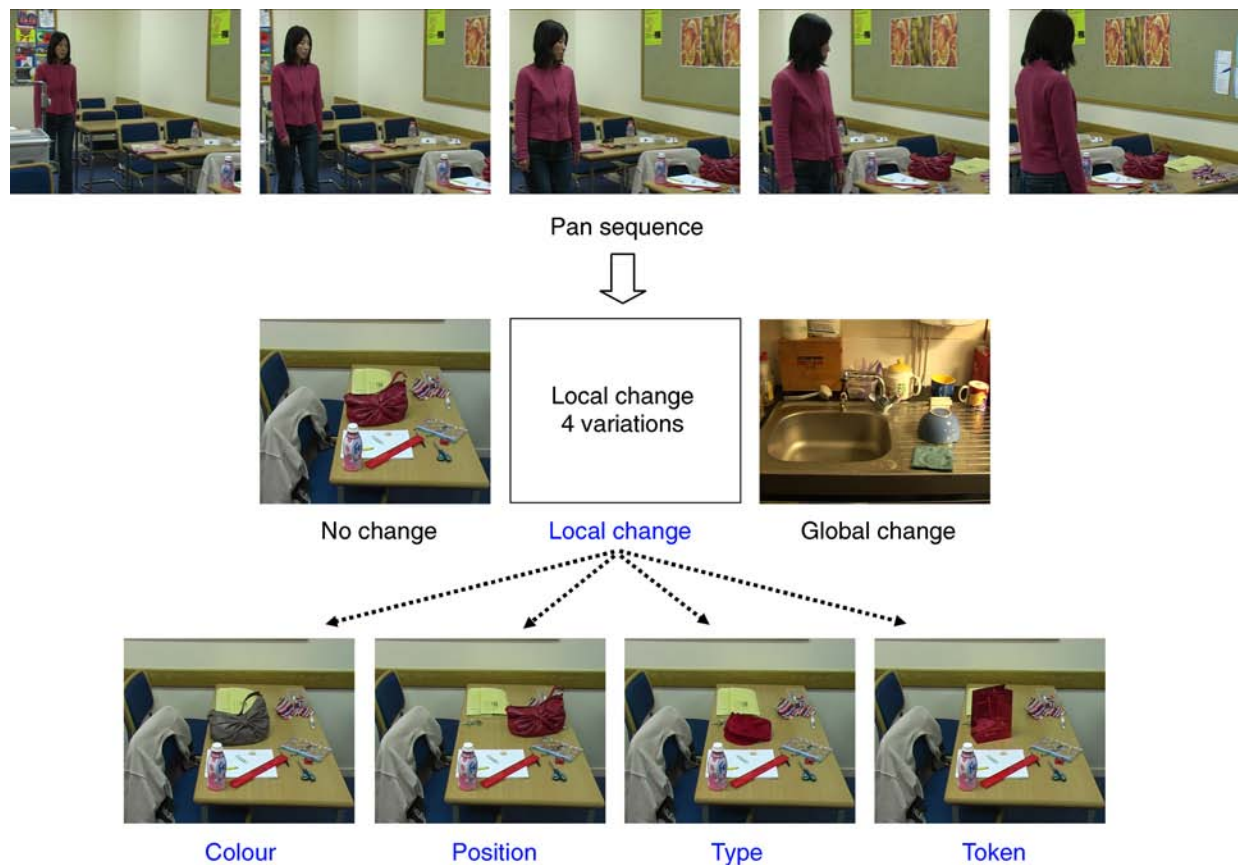 Pan sequence
Local change
4 variations
No change
Local change
Global change
Colour
Position
Type
Token